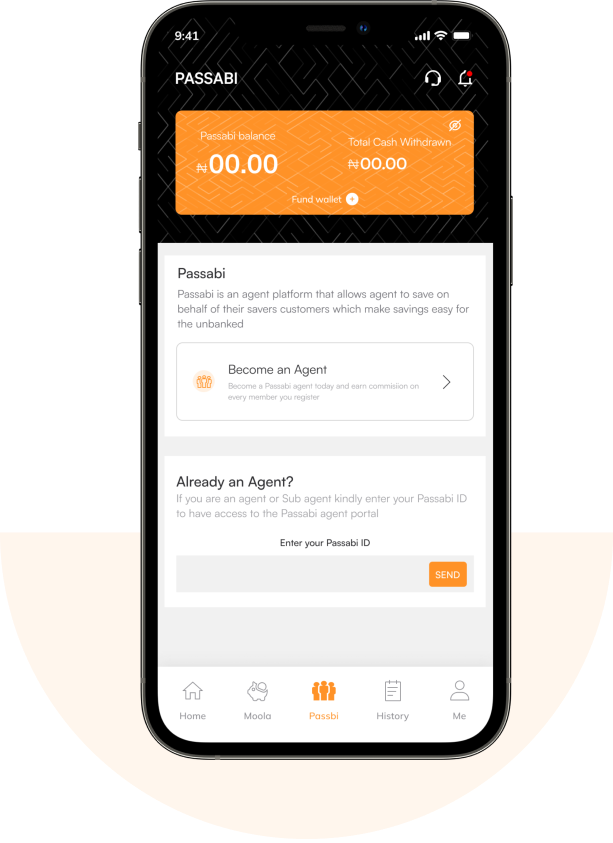 9:41
PASSABI
Passabi balance
Total Cash Withdrawn
₦00.00
₦00.00
Fund wallet
Passabi
Passabi is an agent platform that allows agent to save on
behalf of their savers customers which make savings easy for
the unbanked
Become an Agent
Become a Passabi agent today and earn commisiion on
every member you register
Already an Agent?
If you are an agent or Sub agent kindly enter your Passabi ID
to have access to the Passabi agent portal
Enter your Passabi ID
SEND
Home Moola Passbi History Me